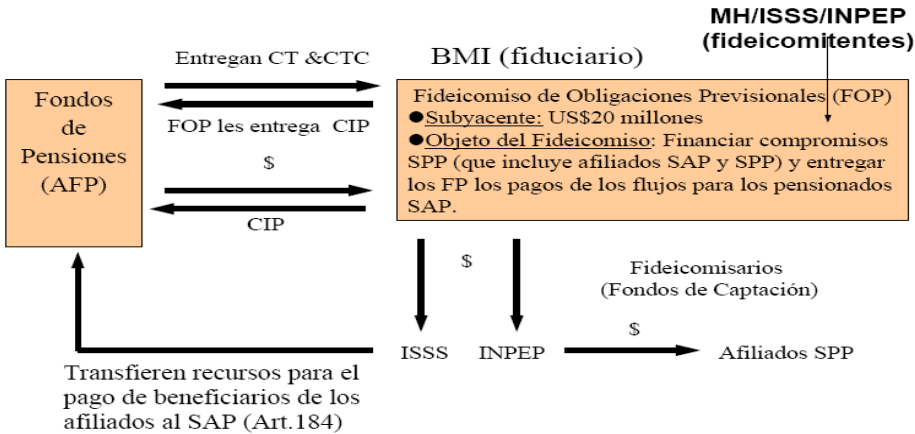 MH/ISSS/INPEP
(fideicomitentes)
Entregan CT &CTC
BMI (fiduciario)
Fondos
de
Pensiones
(AFP)
FOP les entrega CIP
$
CIP
Fideicomiso de Obligaciones Previsionales (FOP)
●Subyacente: US$20 millones
●Objeto del Fideicomiso: Financiar compromisos
SPP (que incluye afiliados SAP y SPP) y entregar
los FP los pagos de los flujos para los pensionados
SAP.
$
Fideicomisarios
(Fondos de Captación)
$
ISSS
INPEP
Afiliados SPP
Transfieren recursos para el
pago de beneficiarios de los
afiliados al SAP (Art.184)